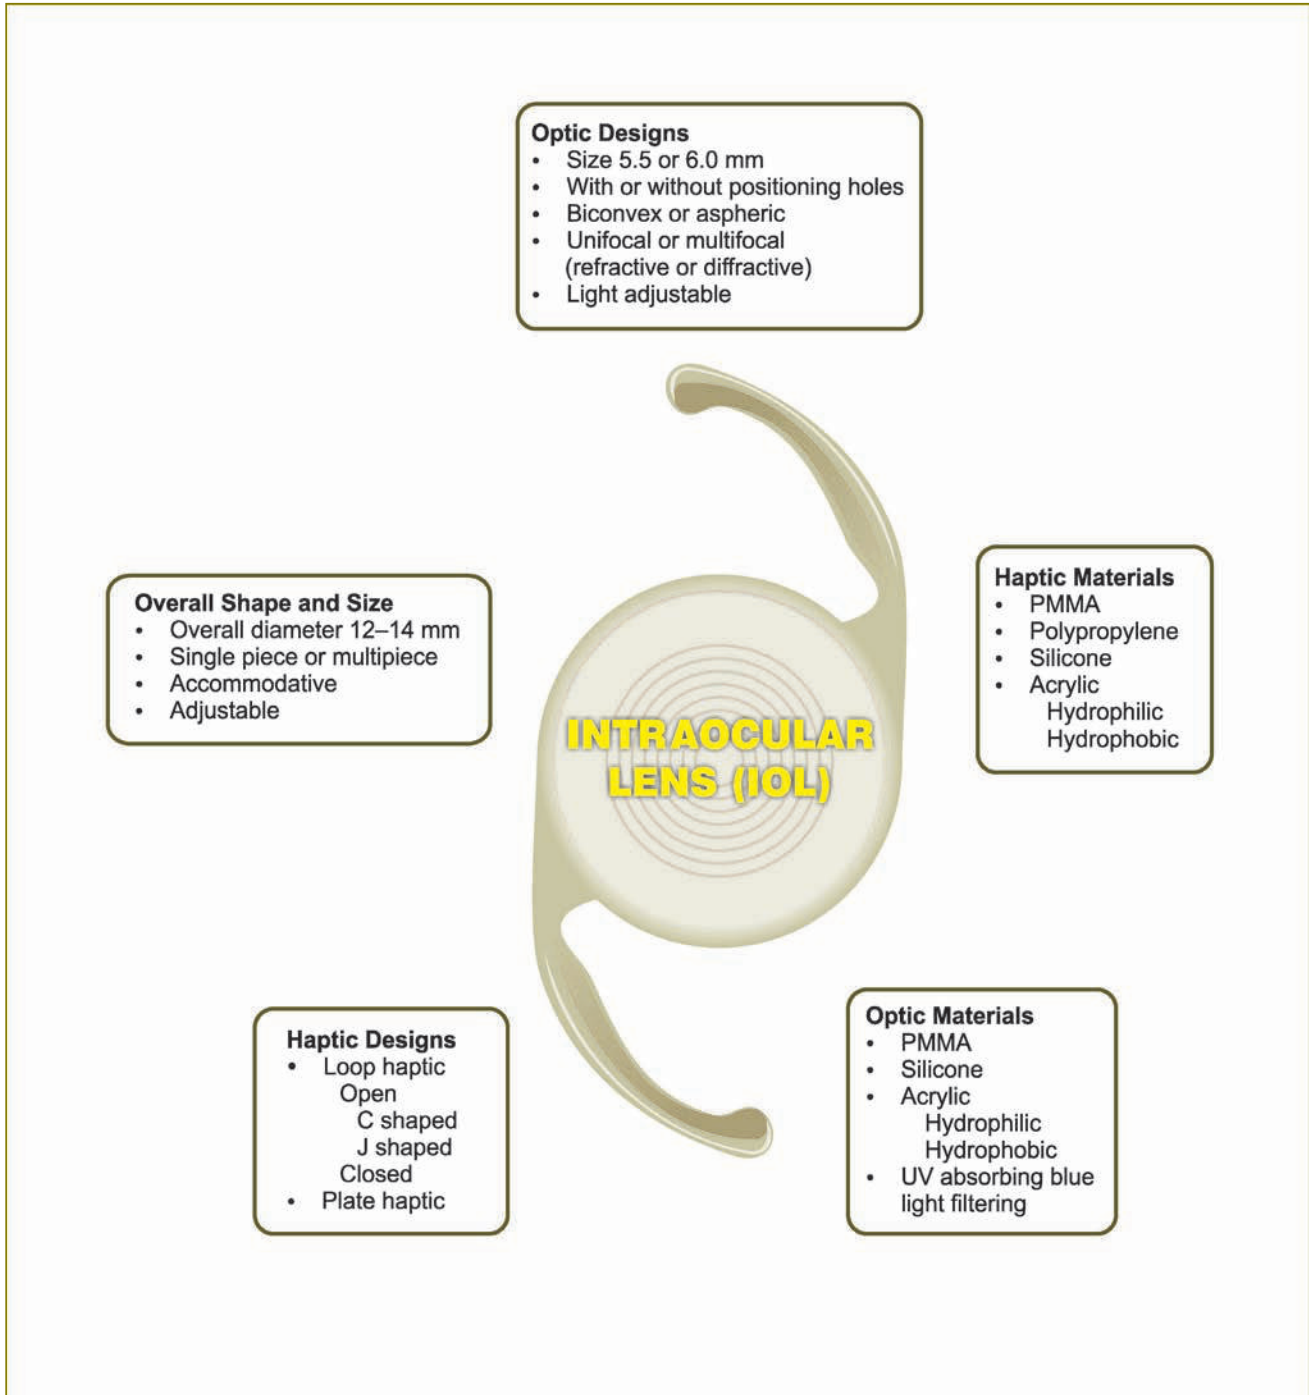 Optic Designs
• Size 5.5 or 6.0 mm
• With or without positioning holes
• Biconvex or aspheric
• Unifocal or multifocal
(refractive or diffractive)
• Light adjustable
Overall Shape and Size
• Overall diameter 12–14 mm
• Single piece or multipiece
• Accommodative
• Adjustable
Haptic Materials
• PMMA
• Polypropylene
• Silicone
• Acrylic
Hydrophilic
Hydrophobic
INTRAOCULAR
LENS (IOL)
Haptic Designs
• Loop haptic
Open
C shaped
J shaped
Closed
• Plate haptic
Optic Materials
• PMMA
• Silicone
• Acrylic
Hydrophilic
Hydrophobic
• UV absorbing blue
light filtering